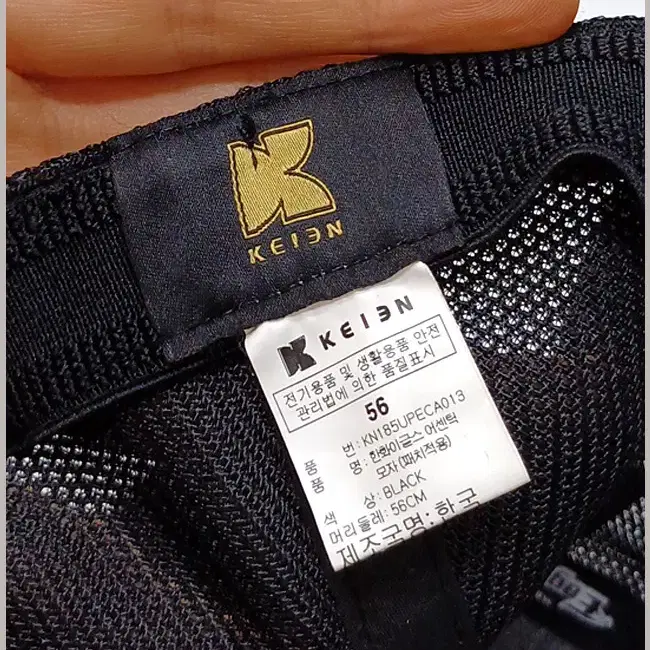 KEI3N
KEI3N
전기용품 및 생활용품 안전
관리법에 의한 품질표시
56
품 번: KN185UPECA013
품 명: 한화이글스 어센틱
모자(패치적용)
색 상: BLACK
머리둘레: 56CM
제조국명: 한국